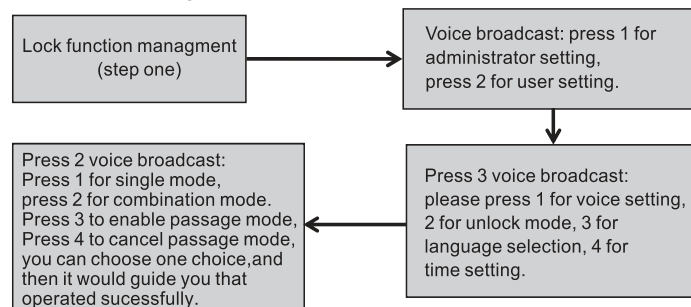 Lock function managment
(step one)
Voice broadcast: press 1 for
administrator setting,
press 2 for user setting.
Press 3 voice broadcast:
please press 1 for voice setting,
2 for unlock mode, 3 for
language selection, 4 for
time setting.
Press 2 voice broadcast:
Press 1 for single mode,
press 2 for combination mode.
Press 3 to enable passage mode,
Press 4 to cancel passage mode,
you can choose one choice,and
then it would guide you that
operated sucessfully.